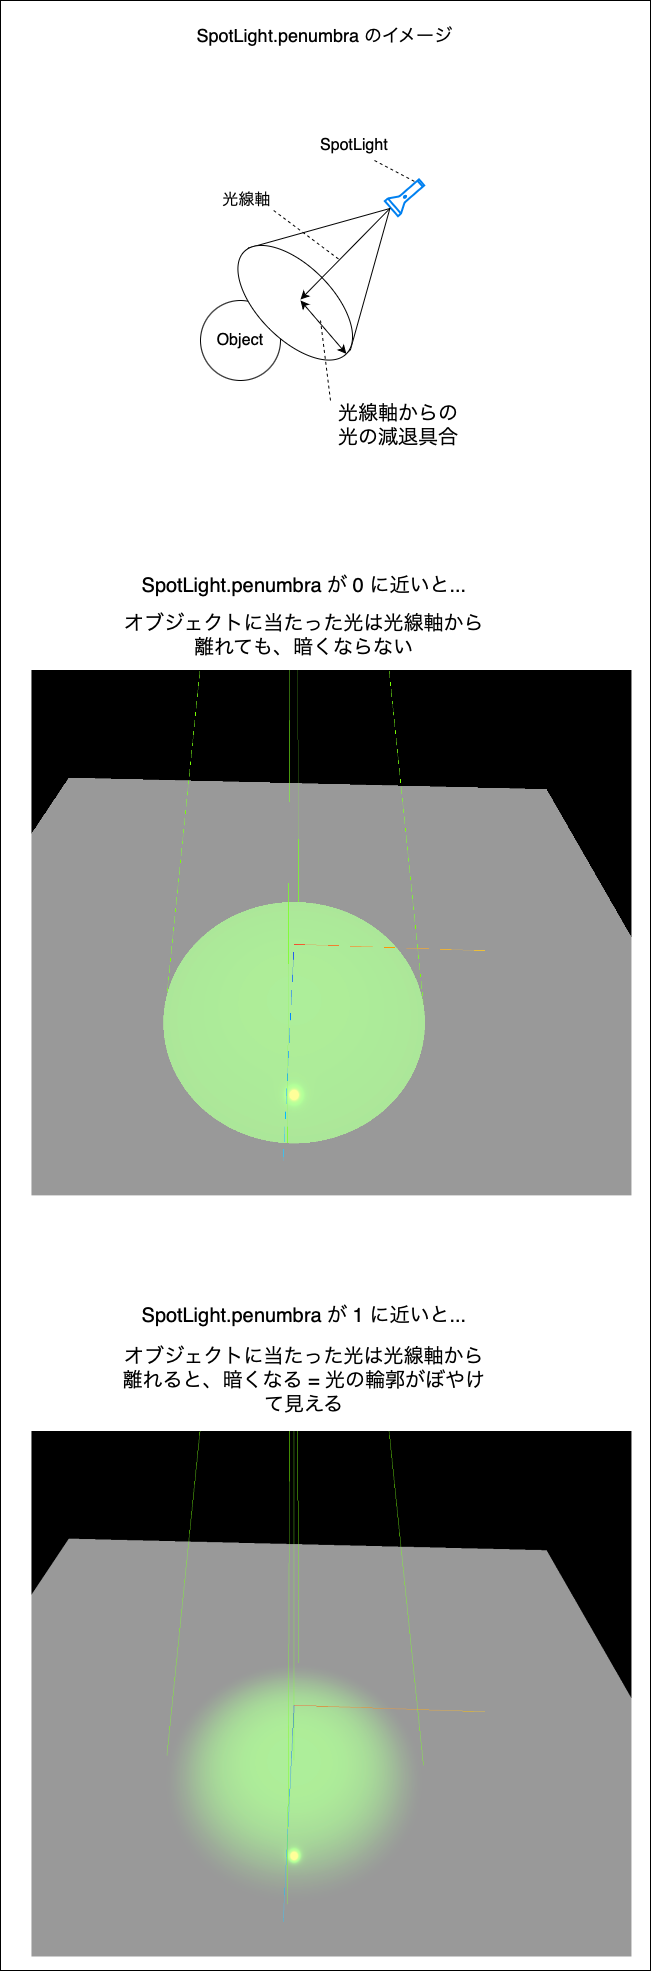 SpotLight.penumbra のイメージ
SpotLight
光線軸
Object
光線軸からの
光の減退具合
SpotLight.penumbra が 0 に近いと...
オブジェクトに当たった光は光線軸から
離れても、暗くならない
SpotLight.penumbra が 1 に近いと...
オブジェクトに当たった光は光線軸から
離れると、暗くなる = 光の輪郭がぼやけ
て見える